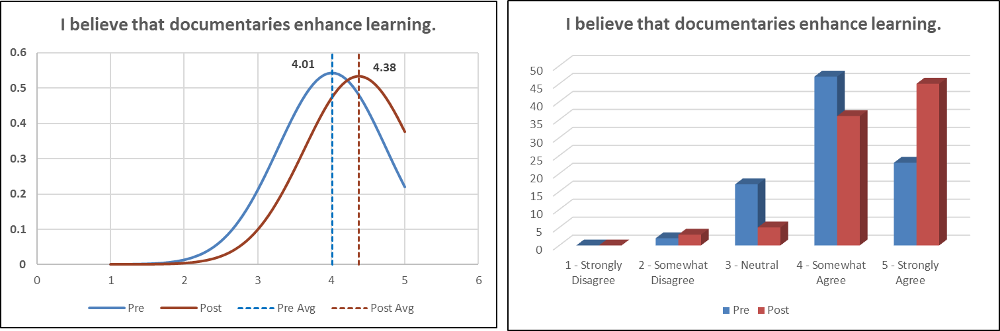 I believe that documentaries enhance learning.
0.6
0.5
0.4
0.3
0.2
0.1
0
4.01
4.38
0 1 2 3 4 5 6
Pre Post Pre Avg Post Avg
I believe that documentaries enhance learning.
50
45
40
35
30
25
20
15
10
5
0
1 - Strongly 2 - Somewhat 3 - Neutral 4 - Somewhat 5 - Strongly
Disagree Disagree Agree Agree
Pre Post